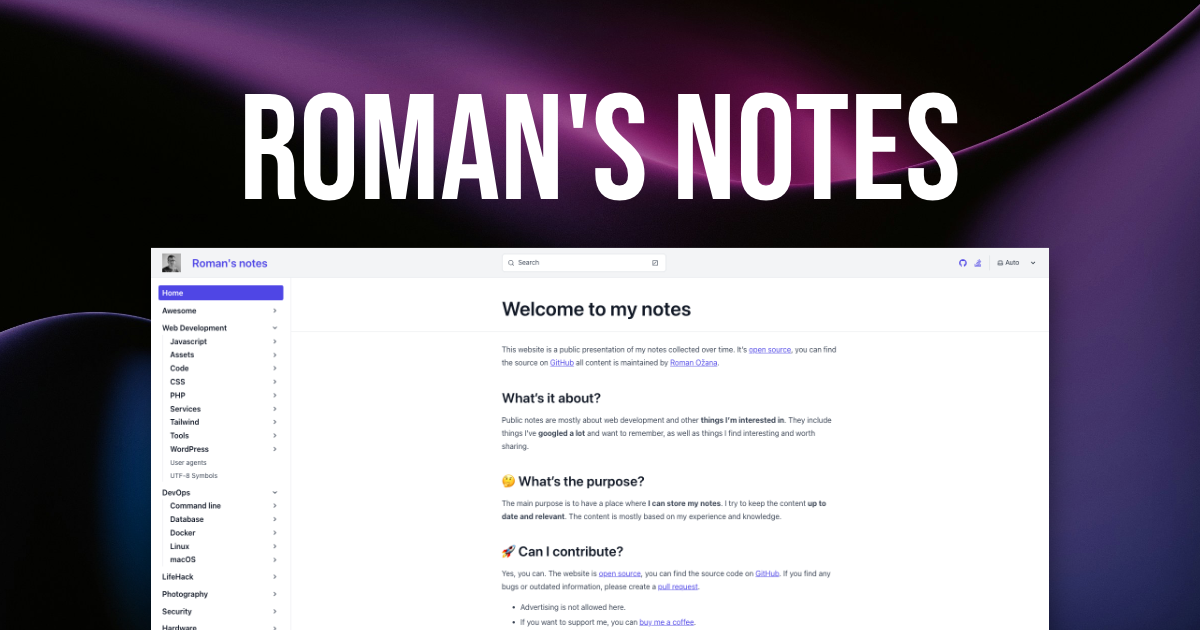 ROMAN'S NOTES
Roman's notes
Search
Auto
Home
Awesome
Web Development
Javascript
Assets
Code
CSS
PHP
Services
Tailwind
Tools
WordPress
User agents
UTF-8 Symbols
DevOps
Command line
Database
Docker
Linux
macOS
LifeHack
Photography
Security
Hardware
Welcome to my notes
This website is a public presentation of my notes collected over time. It's open source, you can find
the source on GitHub all content is maintained by Roman Ožana.
What's it about?
Public notes are mostly about web development and other things I'm interested in. They include
things I've googled a lot and want to remember, as well as things I find interesting and worth
sharing.
🤔 What's the purpose?
The main purpose is to have a place where I can store my notes. I try to keep the content up to
date and relevant. The content is mostly based on my experience and knowledge.
🚀 Can I contribute?
Yes, you can. The website is open source, you can find the source code on GitHub. If you find any
bugs or outdated information, please create a pull request.
• Advertising is not allowed here.
• If you want to support me, you can buy me a coffee.